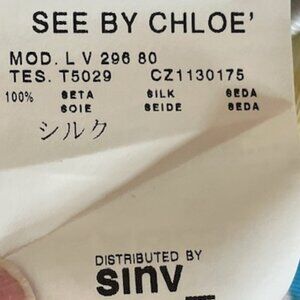 SEE BY CHLOE'
MOD. L V 296 80
TES. T5029 CZ1130175
100% SETA SILK SEDA
SOIE SEIDE SEDA
シルク
DISTRIBUTED BY
sinv